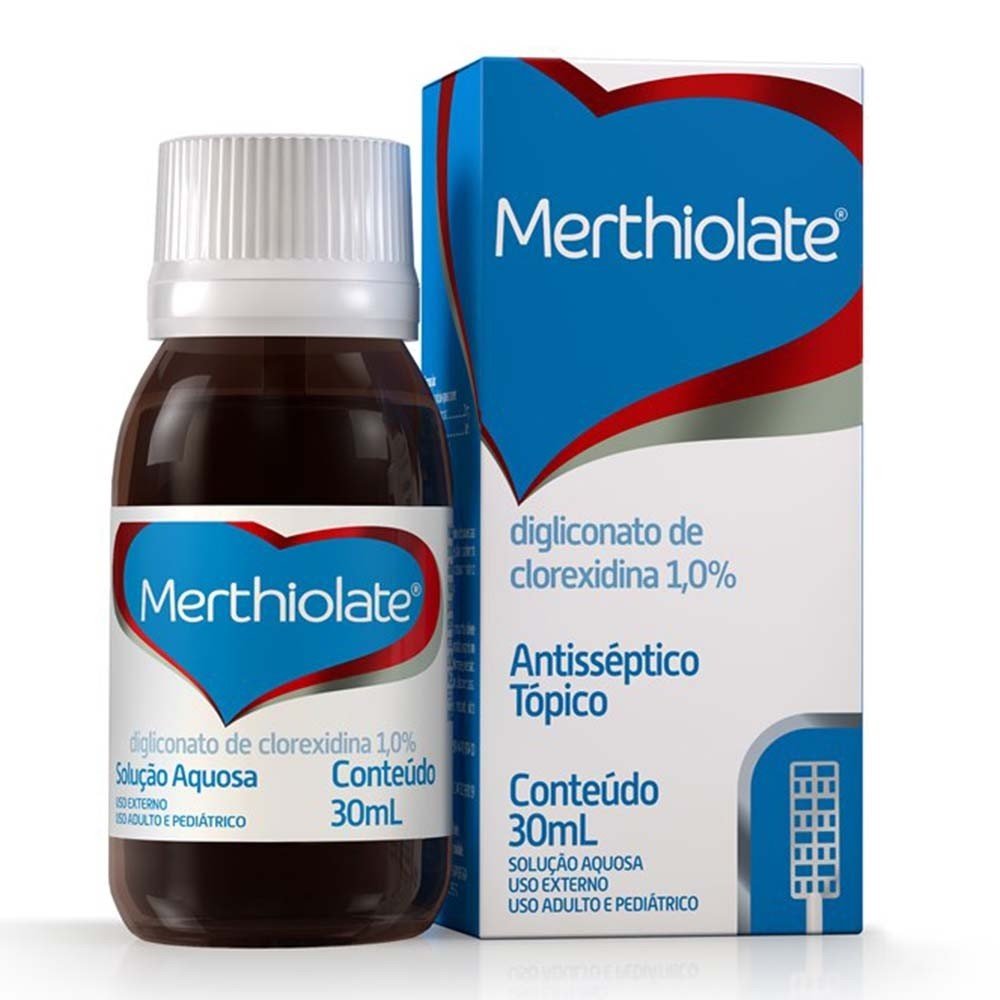 Merthiolate®
digliconato de clorexidina 1,0%
Solução Aquosa
USO EXTERNO
USO ADULTO E PEDIÁTRICO
Conteúdo
30mL
Merthiolate®
digliconato de
clorexidina 1,0%
Antisséptico
Tópico
Conteúdo
30mL
SOLUÇÃO AQUOSA
USO EXTERNO
USO ADULTO E PEDIÁTRICO